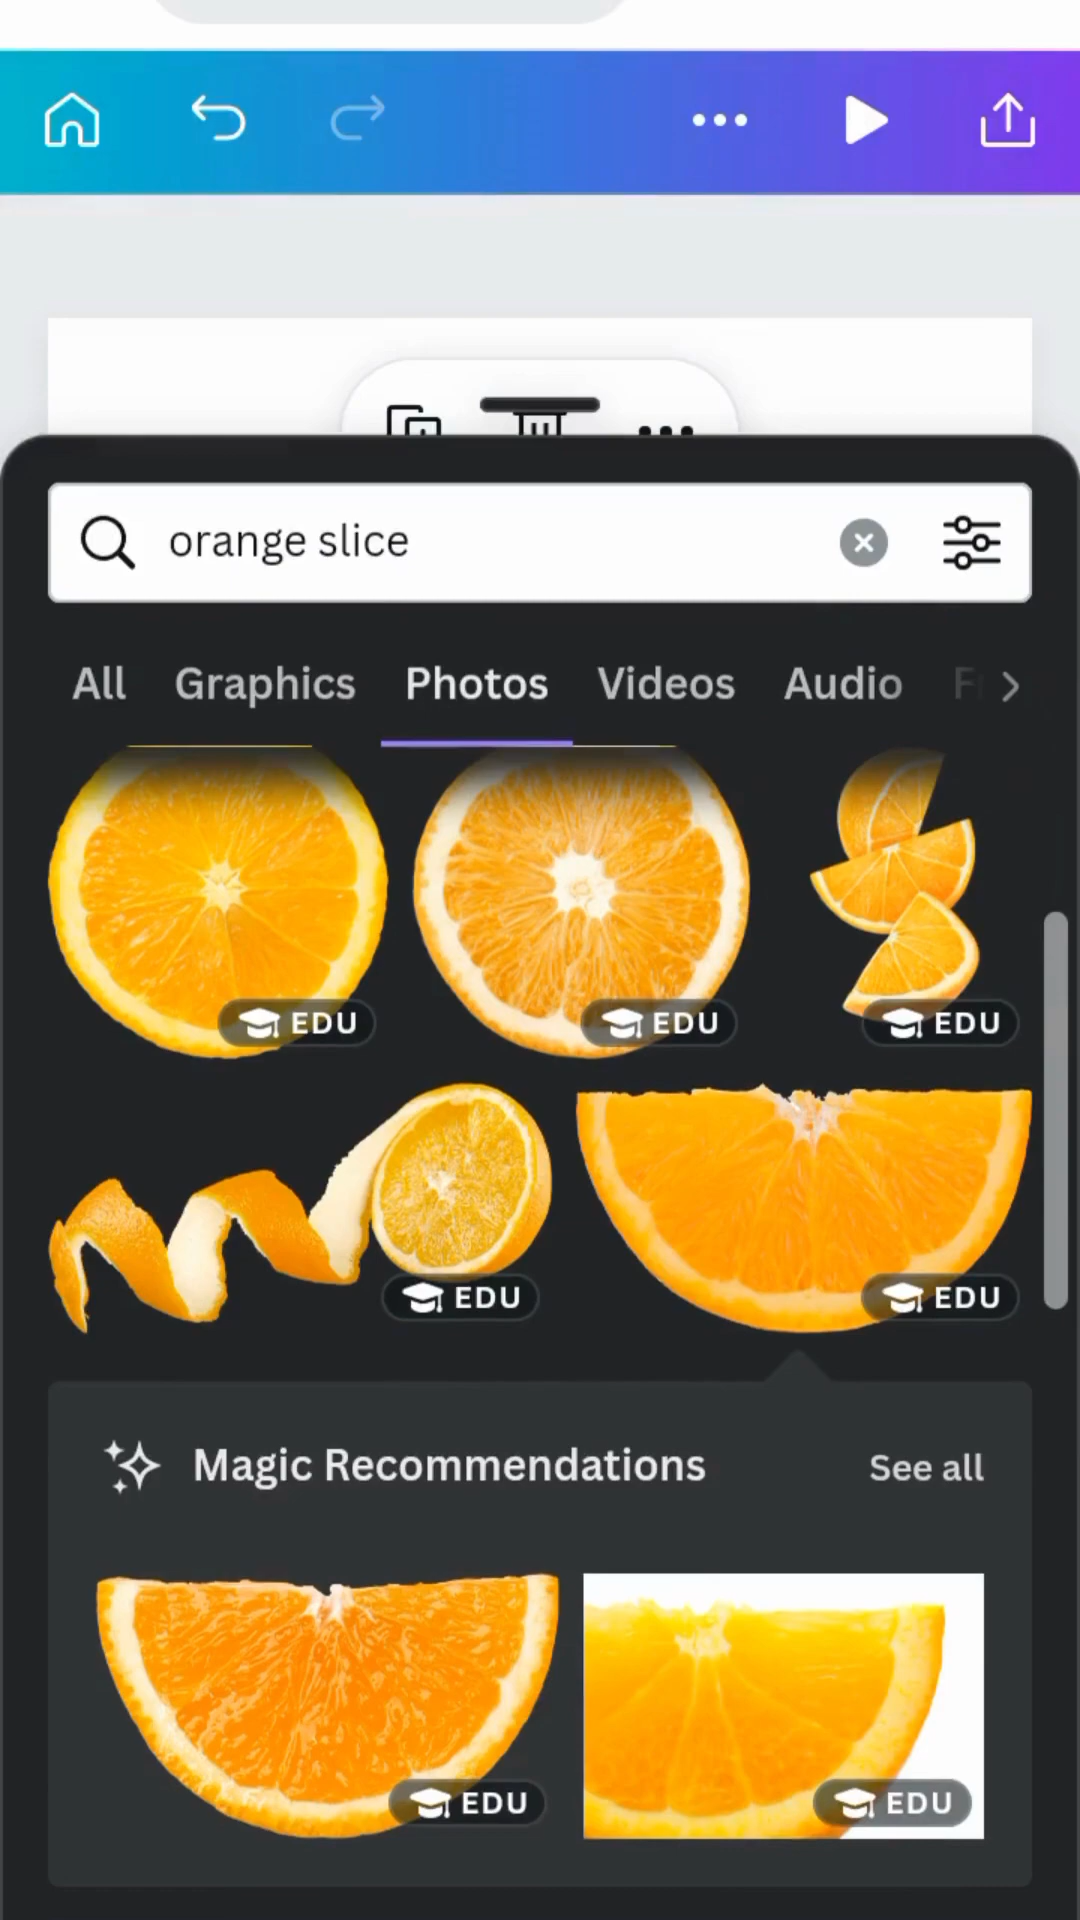 orange slice
All Graphics Photos Videos Audio
EDU EDU EDU
EDU EDU
Magic Recommendations See all
EDU EDU